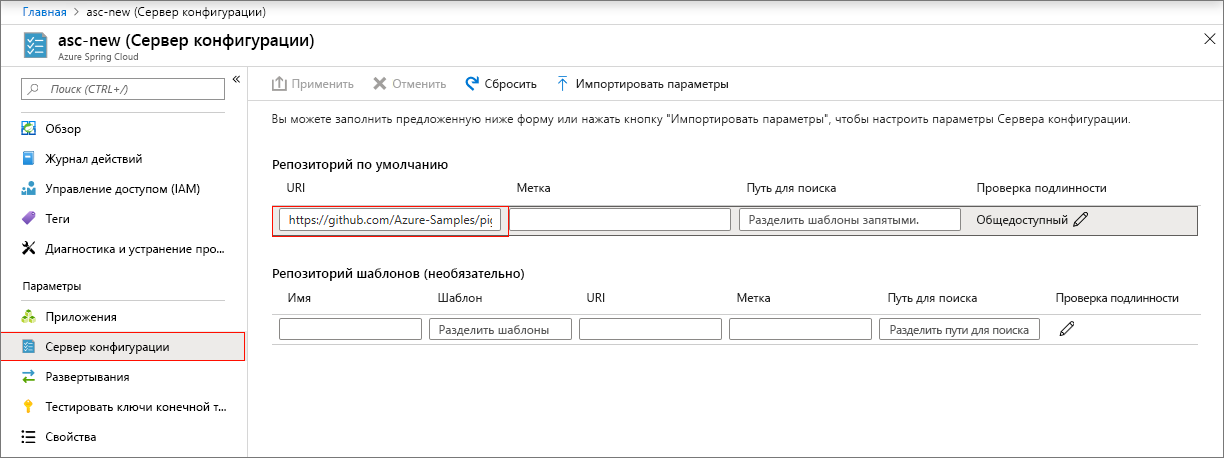 Главная > asc-new (Сервер конфигурации)
asc-new (Сервер конфигурации)
Azure Spring Cloud
Поиск (CTRL+/)
Обзор
Журнал действий
Управление доступом (IAM)
Теги
Диагностика и устранение про...
Параметры
Приложения
Сервер конфигурации
Развертывания
Тестировать ключи конечной т...
Свойства
Применить Отменить Сбросить Импортировать параметры
Вы можете заполнить предложенную ниже форму или нажать кнопку "Импортировать параметры", чтобы настроить параметры Сервера конфигурации.
Репозиторий по умолчанию
URI Метка Путь для поиска Проверка подлинности
https://github.com/Azure-Samples/pig Разделить шаблоны запятыми. Общедоступный
Репозиторий шаблонов (необязательно)
Имя Шаблон URI Метка Путь для поиска Проверка подлинности
Разделить шаблоны Разделить пути для поиска